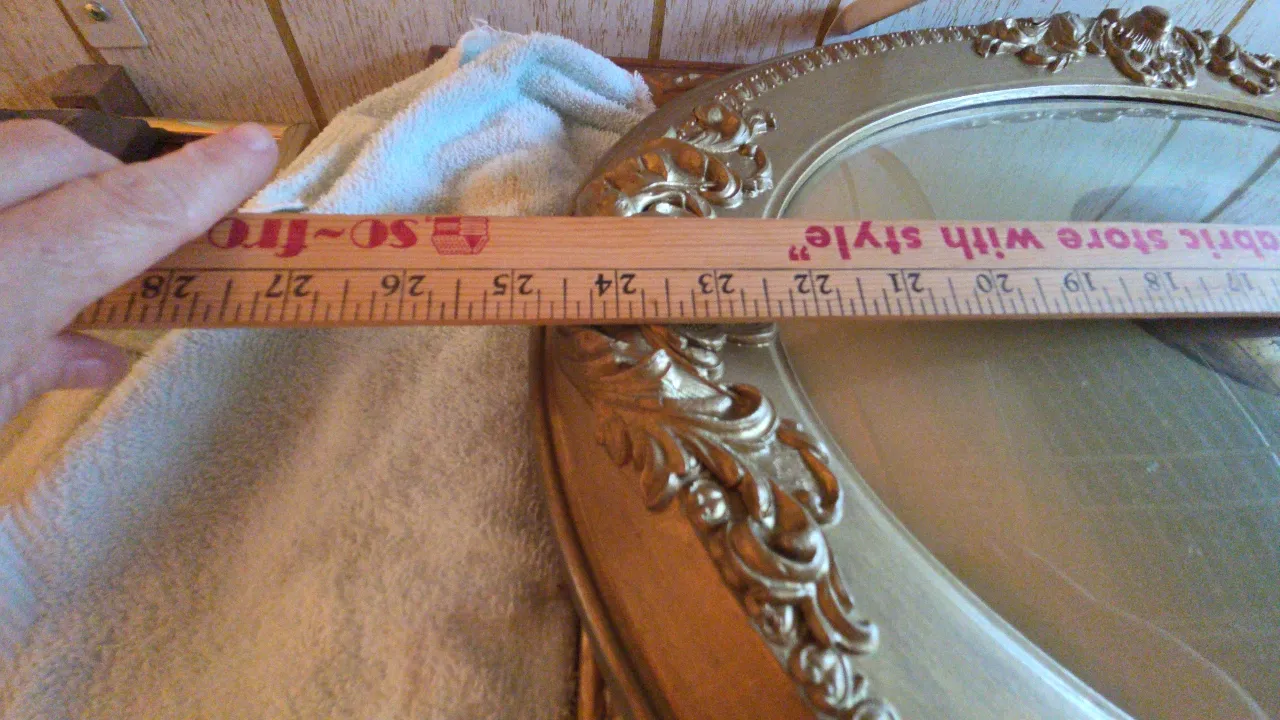 17 18 19 20 21 22 23 24 25 26 27 28
abric store with style” so~fro